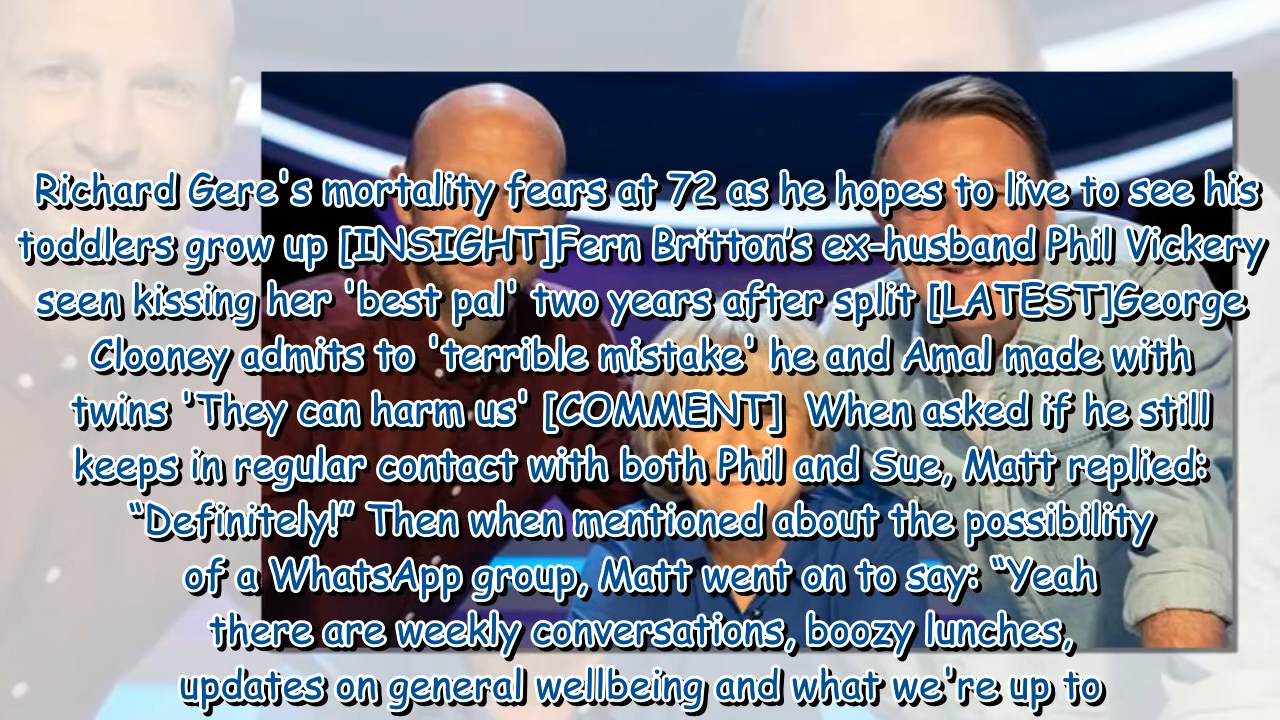 Richard Gere's mortality fears at 72 as he hopes to live to see his
toddlers grow up [INSIGHT]Fern Britton’s ex-husband Phil Vickery
seen kissing her 'best pal' two years after split [LATEST]George
Clooney admits to 'terrible mistake' he and Amal made with
twins 'They can harm us' [COMMENT]  When asked if he still
keeps in regular contact with both Phil and Sue, Matt replied:
“Definitely!” Then when mentioned about the possibility
of a WhatsApp group, Matt went on to say: “Yeah
there are weekly conversations, boozy lunches,
updates on general wellbeing and what we're up to